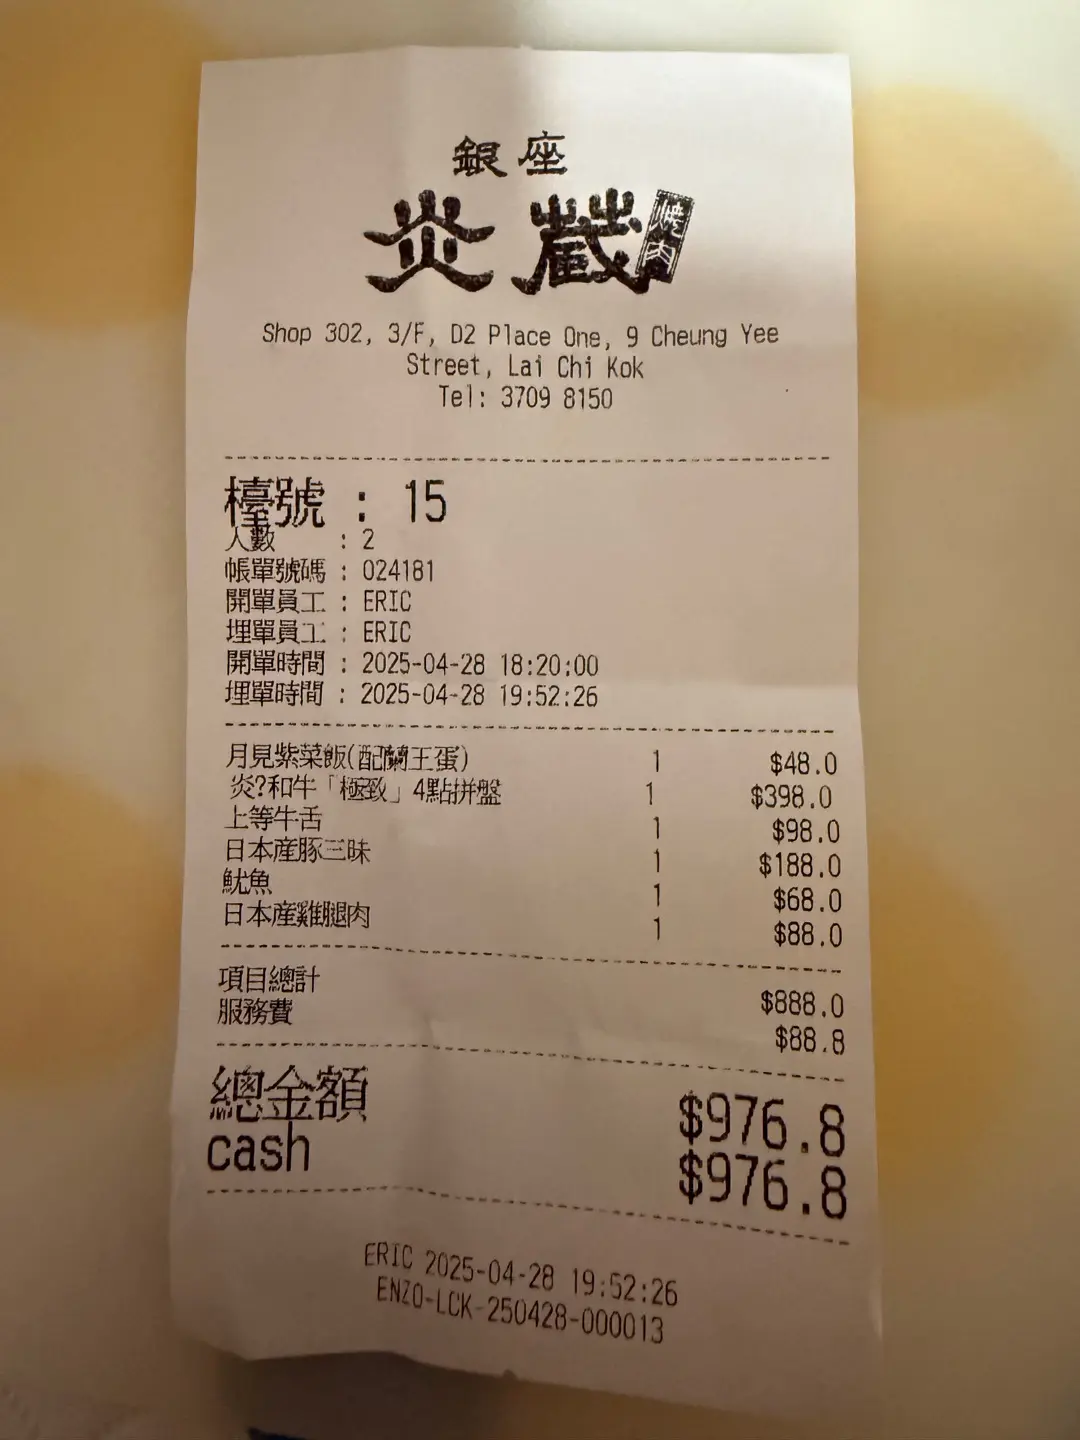 銀座
炎蔵 焼肉
Shop 302, 3/F, D2 Place One, 9 Cheung Yee
Street, Lai Chi Kok
Tel: 3709 8150
檯號 : 15
人數 : 2
帳單號碼 : 024181
開單員工 : ERIC
埋單員工 : ERIC
開單時間 : 2025-04-28 18:20:00
埋單時間 : 2025-04-28 19:52:26
月見紫菜飯(配蘭王蛋) 1 $48.0
炎?和牛「極致」4點拼盤 1 $398.0
上等牛舌 1 $98.0
日本産豚三昧 1 $188.0
魷魚 1 $68.0
日本産雞腿肉 1 $88.0
項目總計 $888.0
服務費 $88.8
總金額 $976.8
cash $976.8
ERIC 2025-04-28 19:52:26
ENZO-LCK-250428-000013